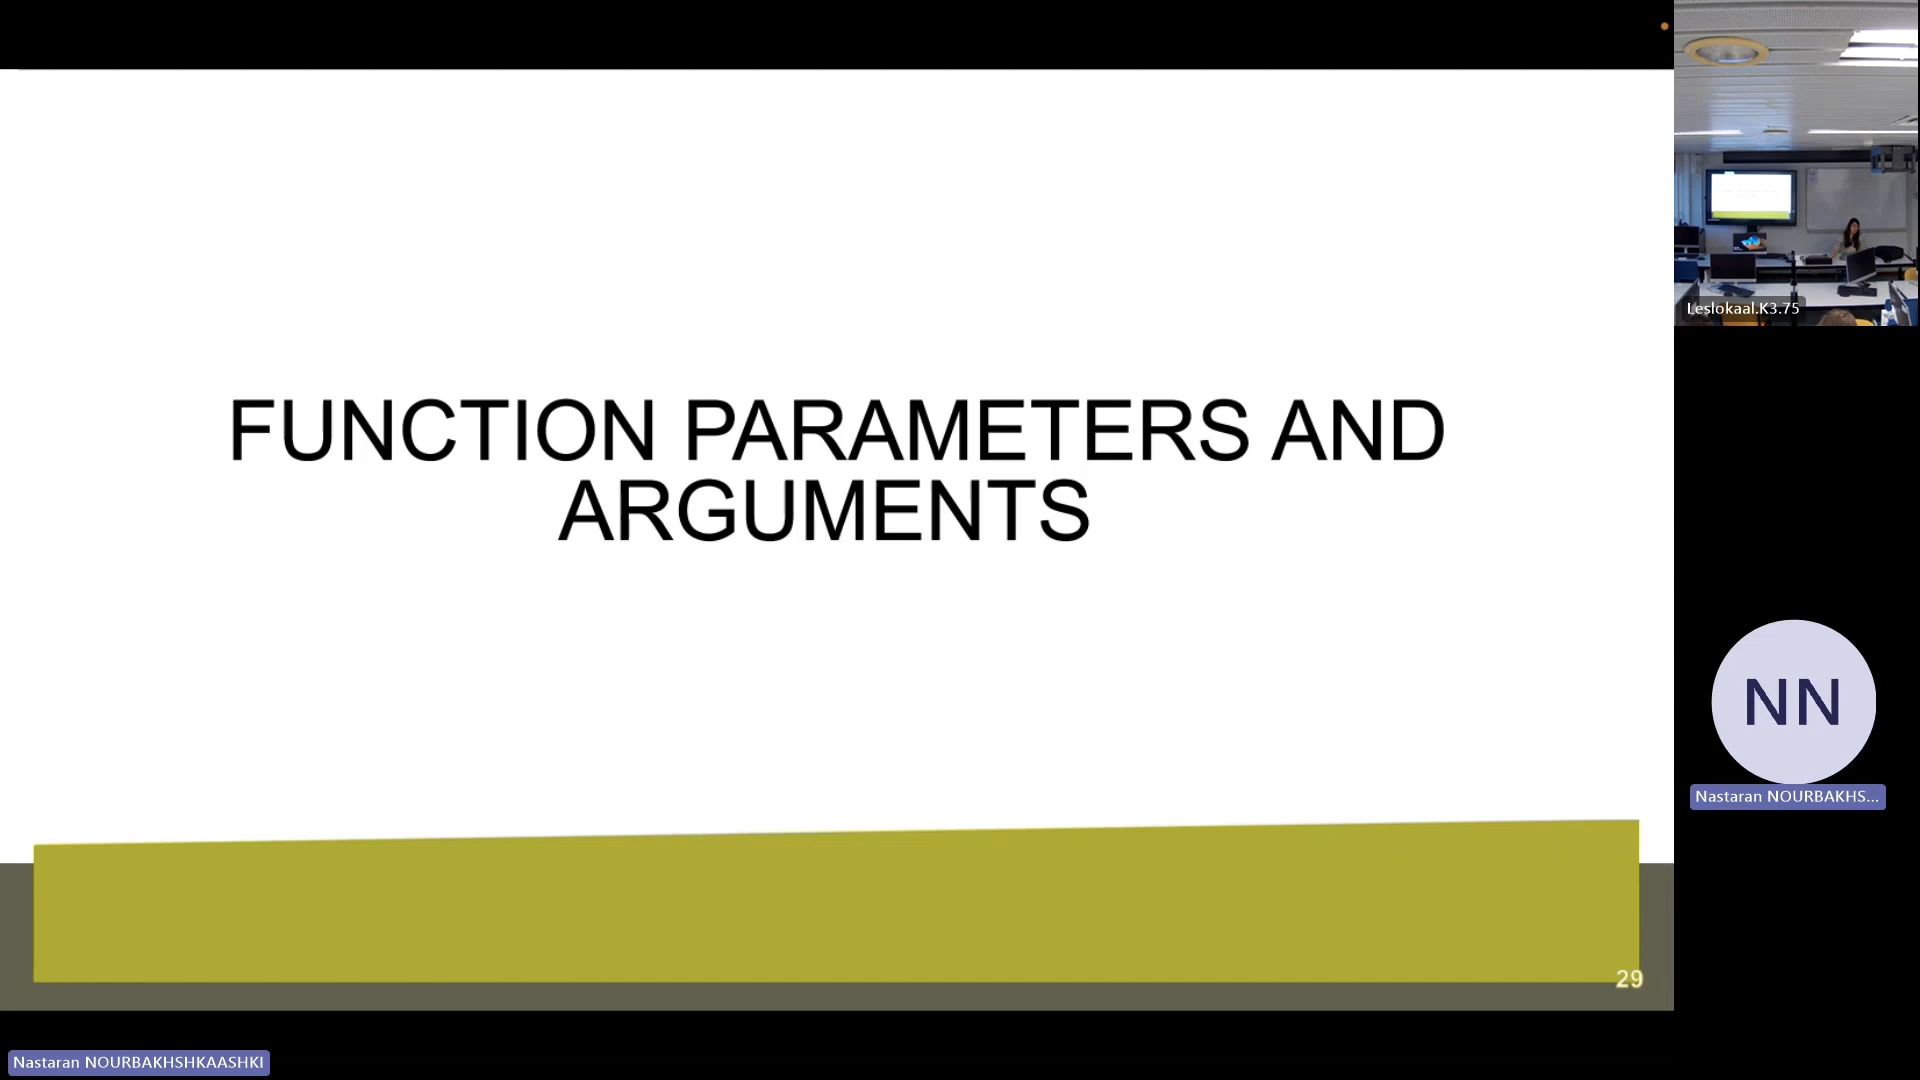 FUNCTION PARAMETERS AND
ARGUMENTS
29
Leslokaal.K3.75
NN
Nastaran NOURBAKHS...
Nastaran NOURBAKHSHKAASHKI